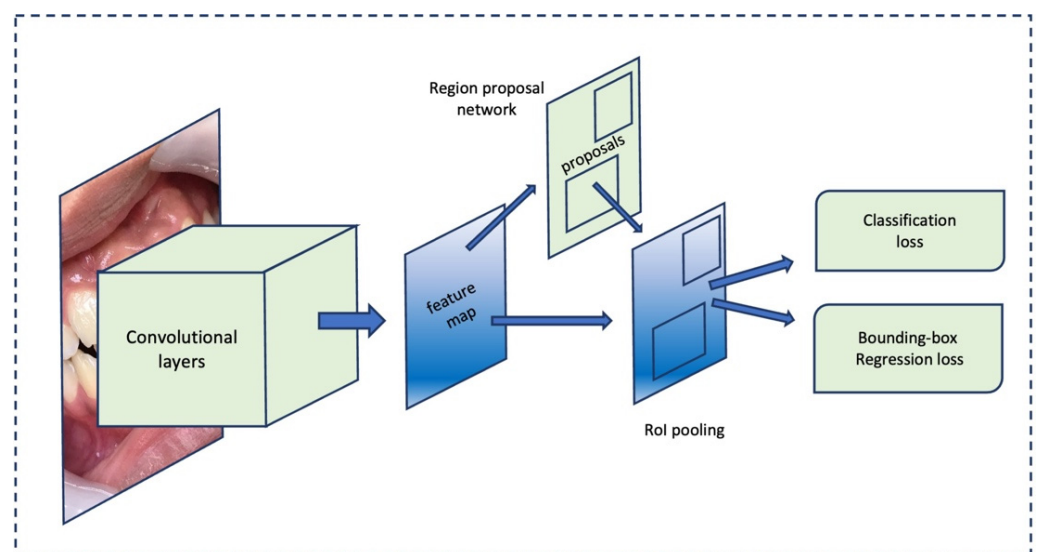 Region proposal
network
proposals
Convolutional
layers
feature
map
RoI pooling
Classification
loss
Bounding-box
Regression loss